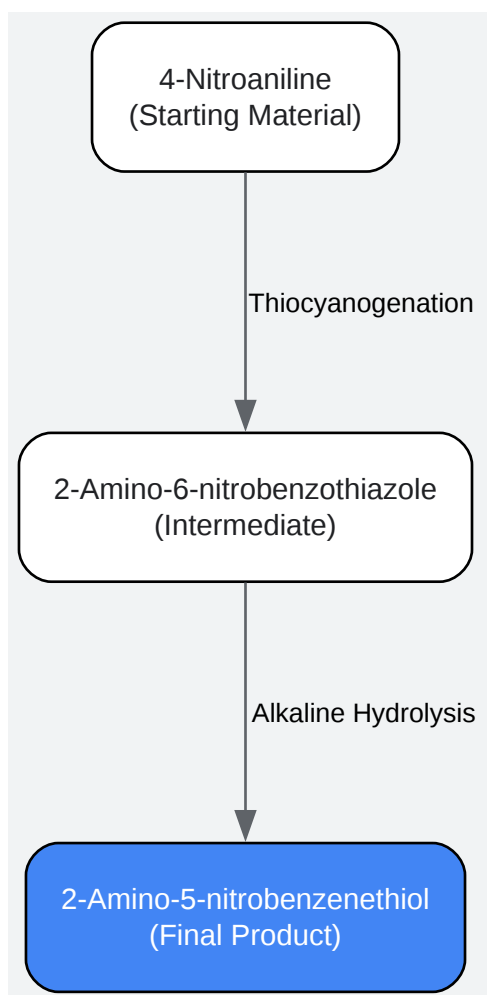 4-Nitroaniline
(Starting Material)
Thiocyanogenation
2-Amino-6-nitrobenzothiazole
(Intermediate)
Alkaline Hydrolysis
2-Amino-5-nitrobenzenethiol
(Final Product)